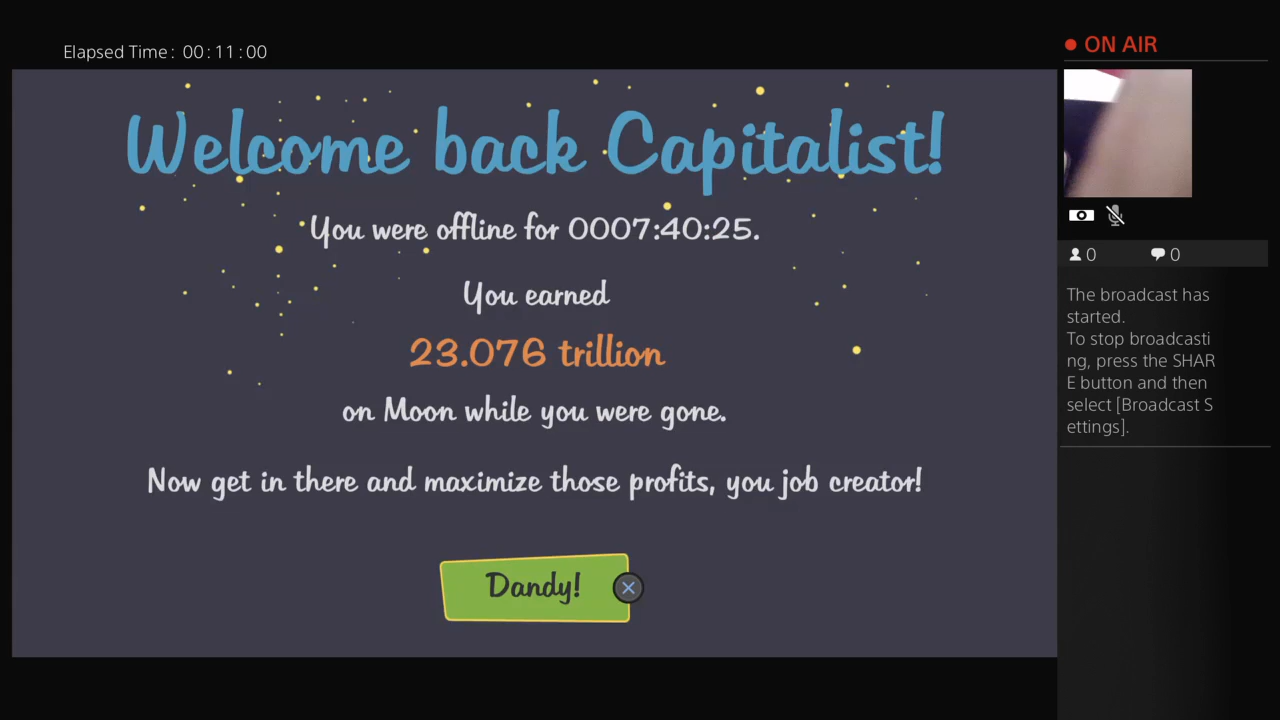 Elapsed Time: 00:11:00
ON AIR
Welcome back Capitalist!
You were offline for 0007:40:25.
You earned
23.076 trillion
on Moon while you were gone.
Now get in there and maximize those profits, you job creator!
Dandy!
0 0
The broadcast has
started.
To stop broadcasti
ng, press the SHAR
E button and then
select [Broadcast S
ettings].